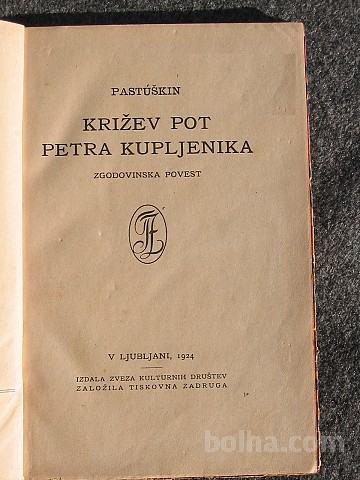 PASTÚŠKIN
KRIŽEV POT
PETRA KUPLJENIKA
ZGODOVINSKA POVEST
V LJUBLJANI, 1924
IZDALA ZVEZA KULTURNIH DRUŠTEV
ZALOŽILA TISKOVNA ZADRUGA
bolha.com